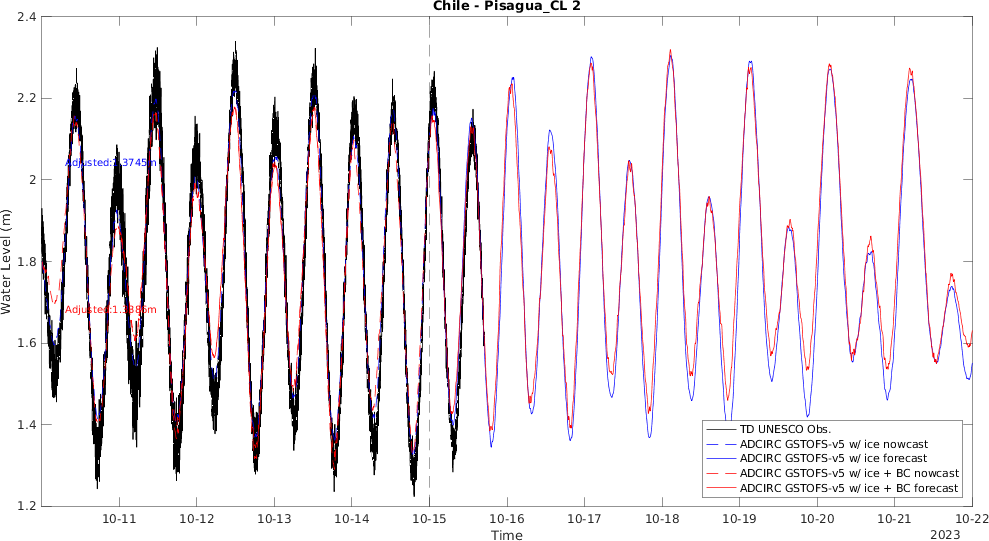 Chile - Pisagua_CL 2
2.4
2.2
2
1.8
1.6
1.4
1.2
Water Level (m)
Adjusted:
Adjusted:
10-11
10-12
10-13
10-14
10-15
10-16
10-17
10-18
10-19
10-20
10-21
10-22
Time
2023
TD UNESCO Obs.
ADCIRC GSTOFS-v5 w/ ice nowcast
ADCIRC GSTOFS-v5 w/ ice forecast
ADCIRC GSTOFS-v5 w/ ice + BC nowcast
ADCIRC GSTOFS-v5 w/ ice + BC forecast